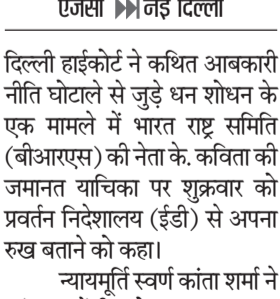 एजेंसी ▶▶ नई दिल्ली
दिल्ली हाईकोर्ट ने कथित आबकारी
नीति घोटाले से जुड़े धन शोधन के
एक मामले में भारत राष्ट्र समिति
(बीआरएस) की नेता के. कविता की
जमानत याचिका पर शुक्रवार को
प्रवर्तन निदेशालय (ईडी) से अपना
रुख बताने को कहा।
न्यायमूर्ति स्वर्ण कांता शर्मा ने